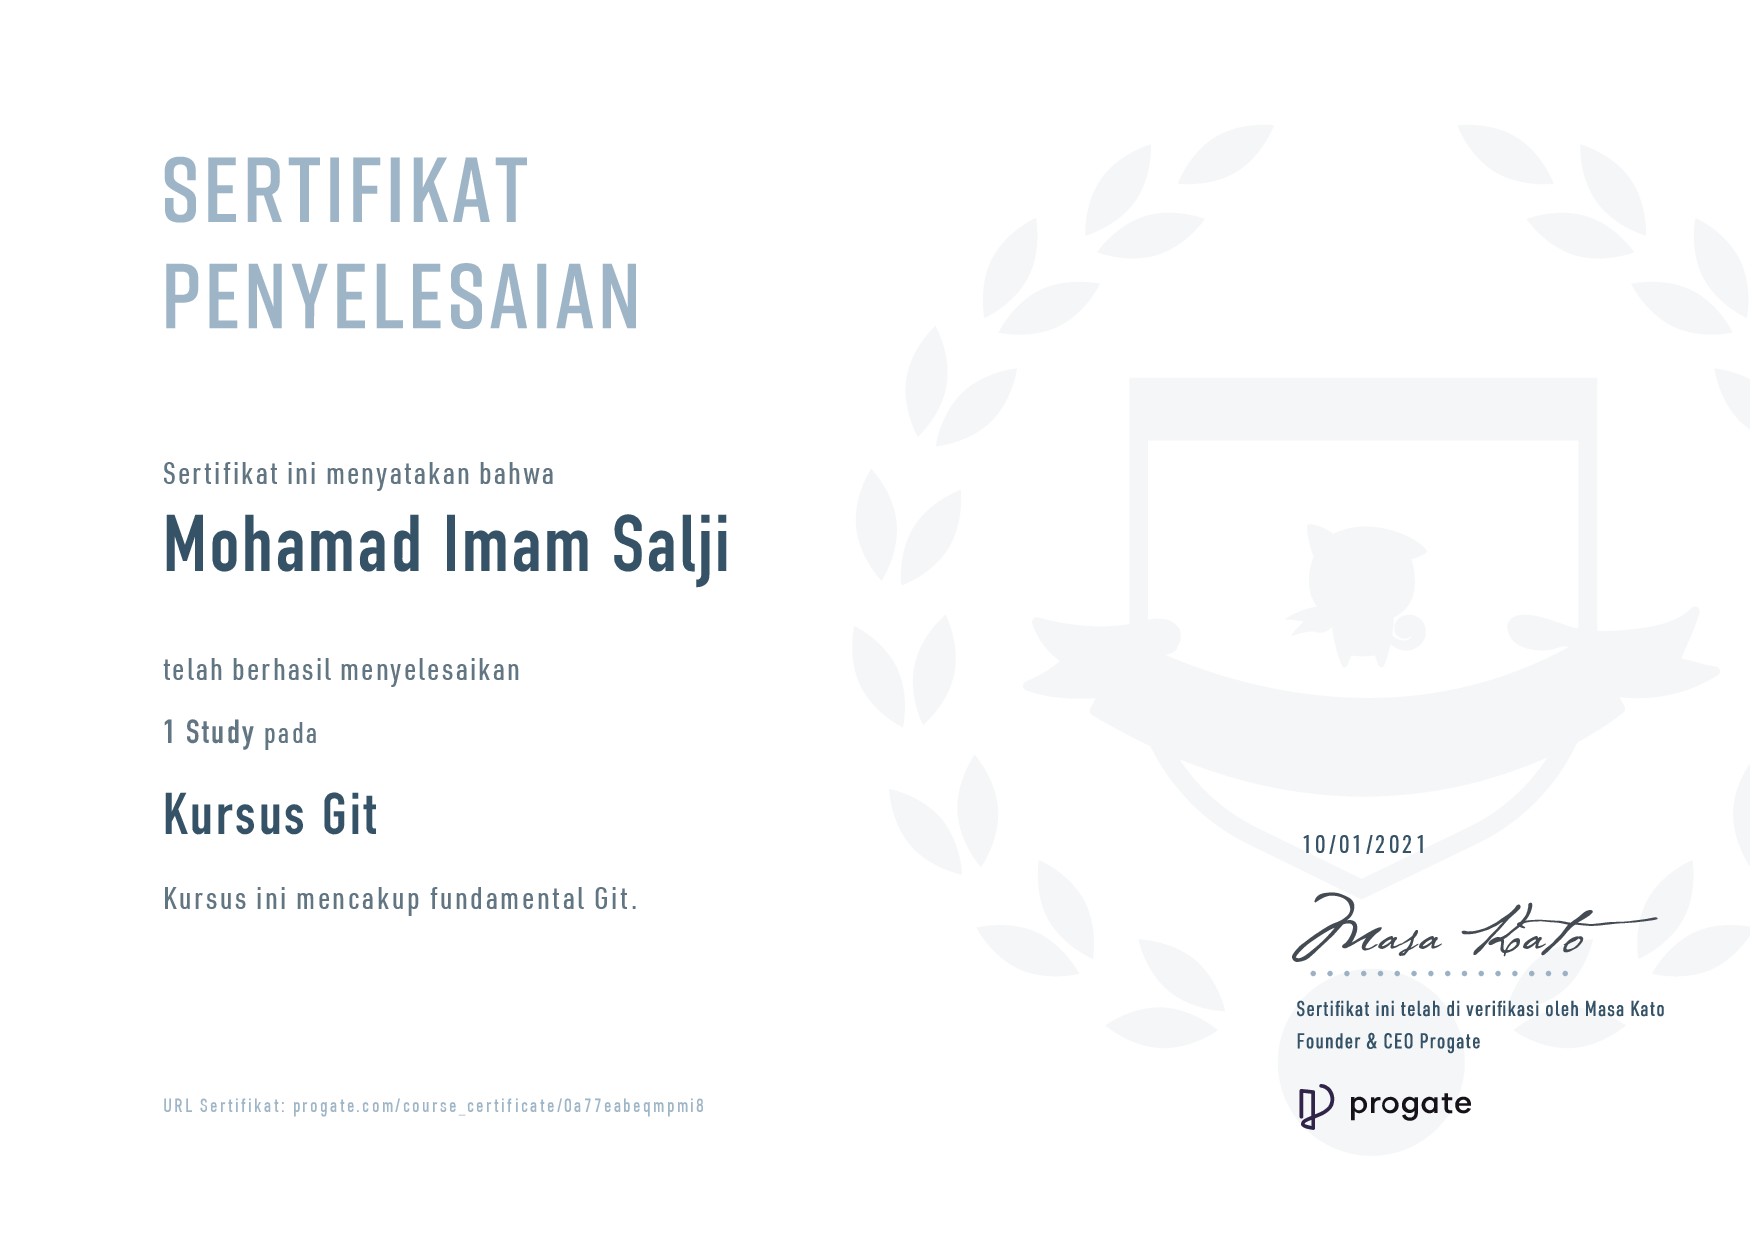 SERTIFIKAT
PENYELESAIAN
Sertifikat ini menyatakan bahwa
Mohamad Imam Salji
telah berhasil menyelesaikan
1 Study pada
Kursus Git
Kursus ini mencakup fundamental Git.
10/01/2021
Masa Kato
Sertifikat ini telah di verifikasi oleh Masa Kato
Founder & CEO Progate
progate
URL Sertifikat: progate.com/course_certificate/0a77eabeqmpmi8